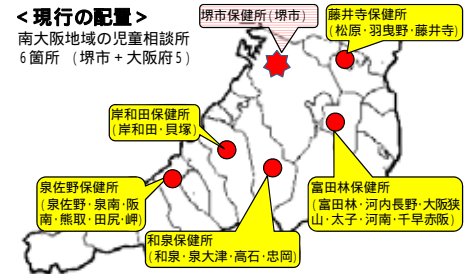 <現行の配置>
南大阪地域の児童相談所
6箇所 (堺市+大阪府5)
堺市保健所(堺市)
藤井寺保健所
(松原・羽曳野・藤井寺)
岸和田保健所
(岸和田・貝塚)
泉佐野保健所
(泉佐野・泉南・阪
南・熊取・田尻・岬)
和泉保健所
(和泉・泉大津・高石・忠岡)
富田林保健所
(富田林・河内長野・大阪狭
山・太子・河南・千早赤阪)